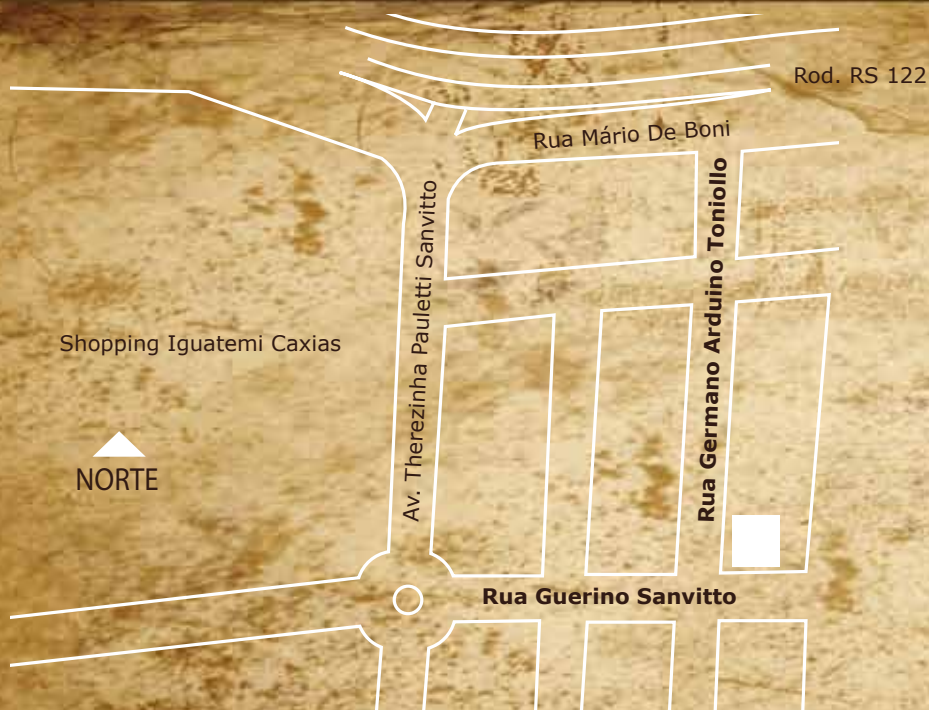 Rod. RS 122
Rua Mário De Boni
Rua Germano Arduino Toniollo
Av. Therezinha Pauletti Sanvitto
Shopping Iguatemi Caxias
NORTE
Rua Guerino Sanvitto